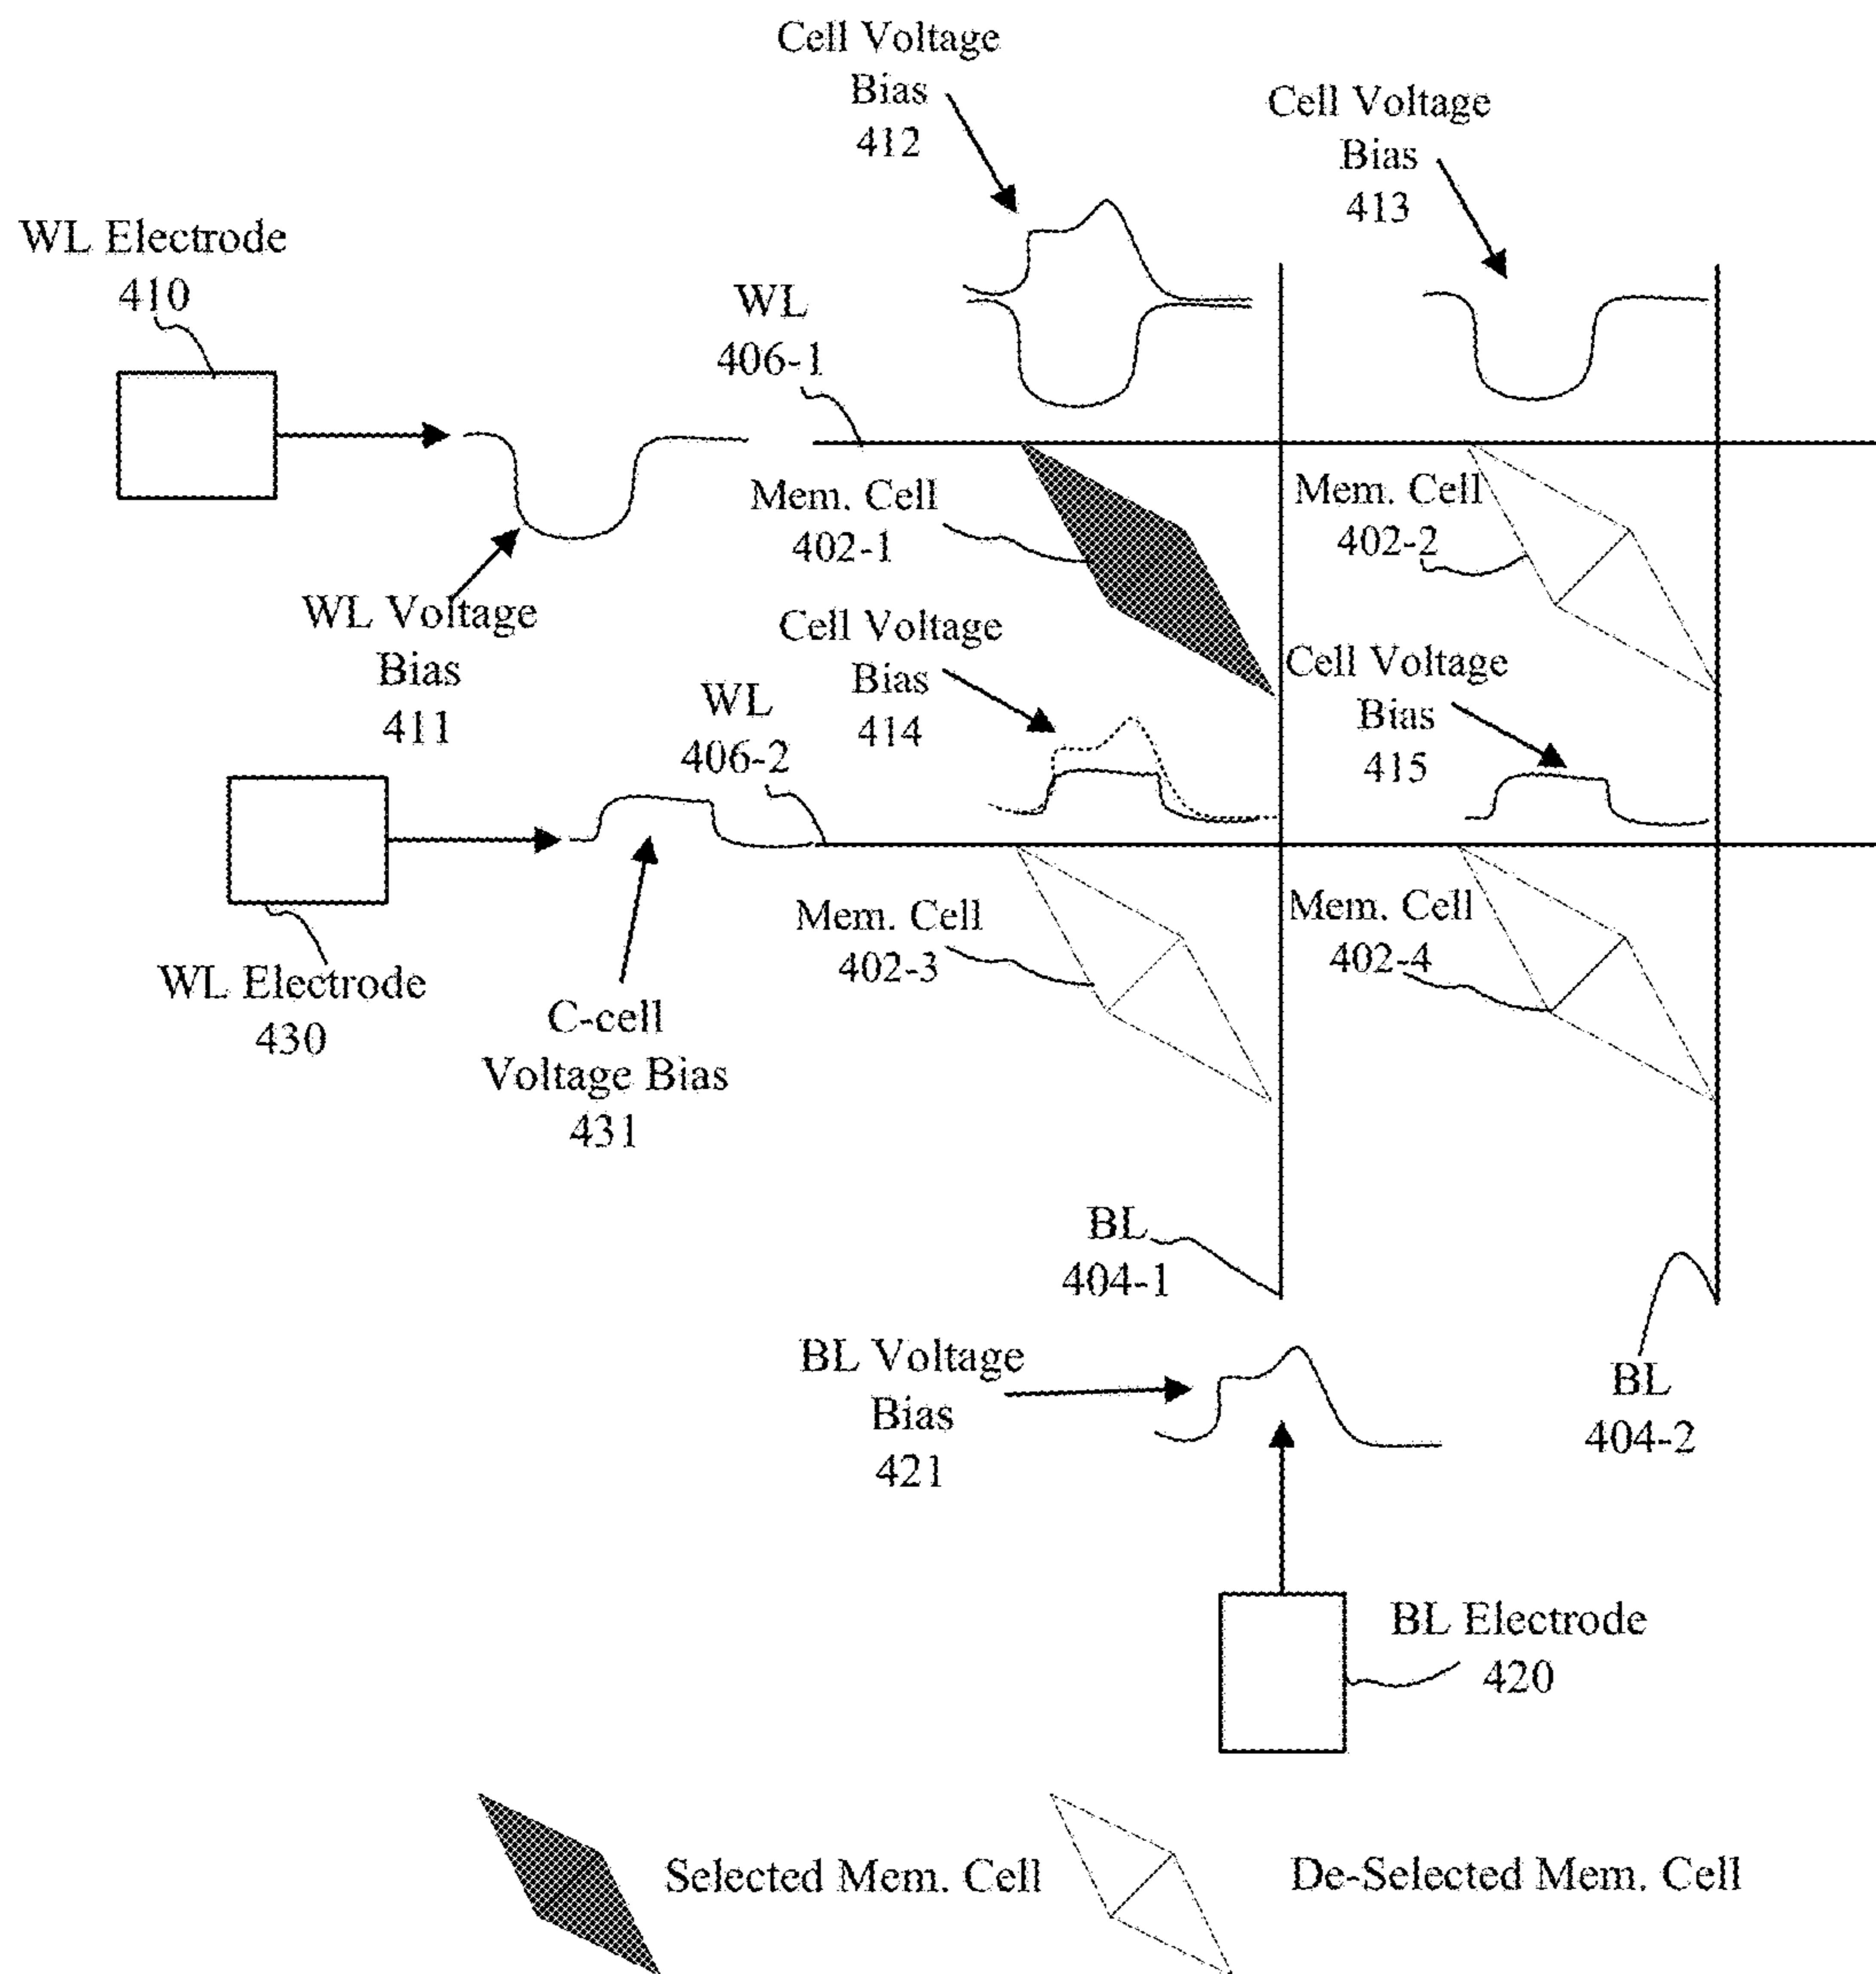 Cell Voltage
Bias
412
Cell Voltage
Bias
413
WL Electrode
410
WL
406-1
Mem. Cell
402-1
Mem. Cell
402-2
WL Voltage
Bias
411
Cell Voltage
Bias
414
Cell Voltage
Bias
415
WL
406-2
Mem. Cell
402-3
Mem. Cell
402-4
WL Electrode
430
C-cell
Voltage Bias
431
BL
404-1
BL Voltage
Bias
421
BL
404-2
BL Electrode
420
Selected Mem. Cell
De-Selected Mem. Cell